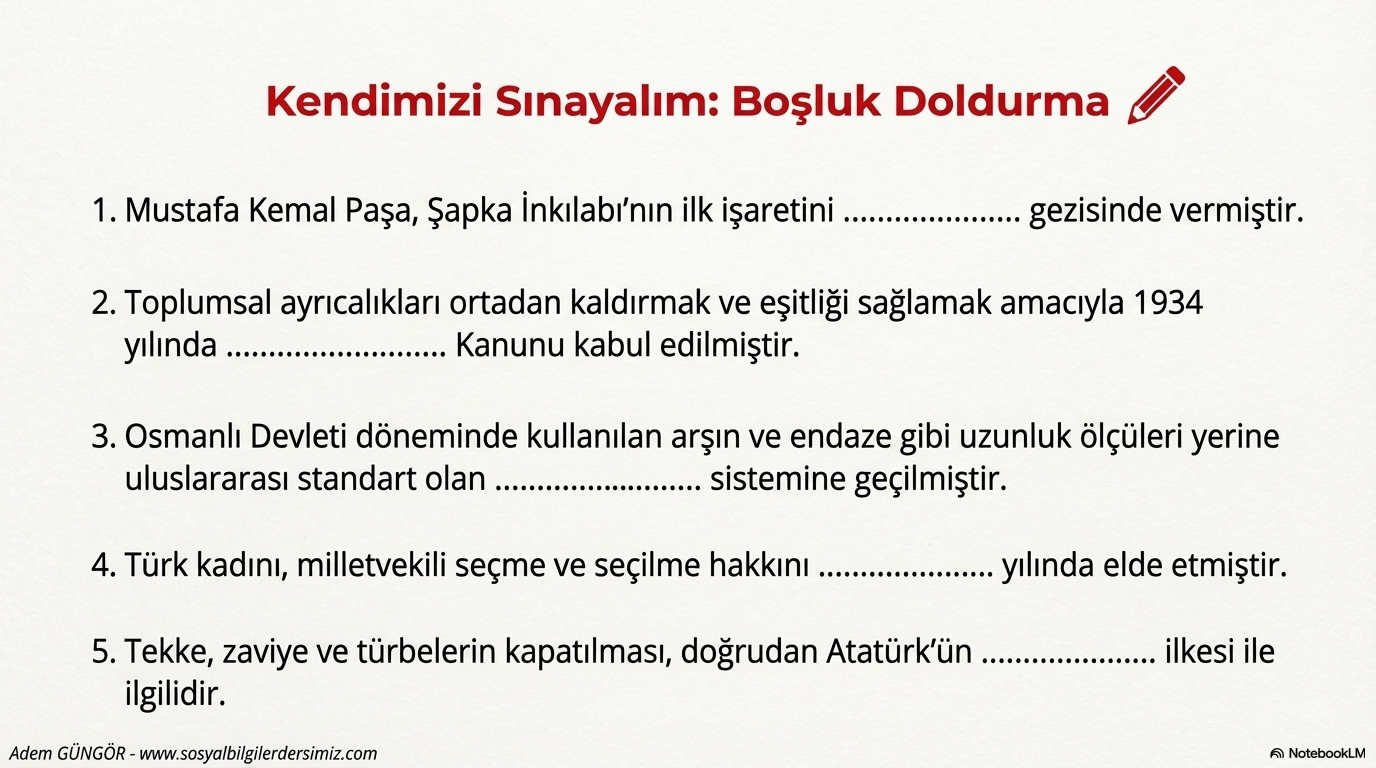 Kendimizi Sınayalım: Boşluk Doldurma
1. Mustafa Kemal Paşa, Şapka İnkılabı’nın ilk işaretini ..................... gezisinde vermiştir.
2. Toplumsal ayrıcalıkları ortadan kaldırmak ve eşitliği sağlamak amacıyla 1934
yılında .......................... Kanunu kabul edilmiştir.
3. Osmanlı Devleti döneminde kullanılan arşın ve endaze gibi uzunluk ölçüleri yerine
uluslararası standart olan ......................... sistemine geçilmiştir.
4. Türk kadını, milletvekili seçme ve seçilme hakkını ..................... yılında elde etmiştir.
5. Tekke, zaviye ve türbelerin kapatılması, doğrudan Atatürk’ün ..................... ilkesi ile
ilgilidir.
Adem GÜNGÖR - www.sosyalbilgilerdersimiz.com
NotebookLM